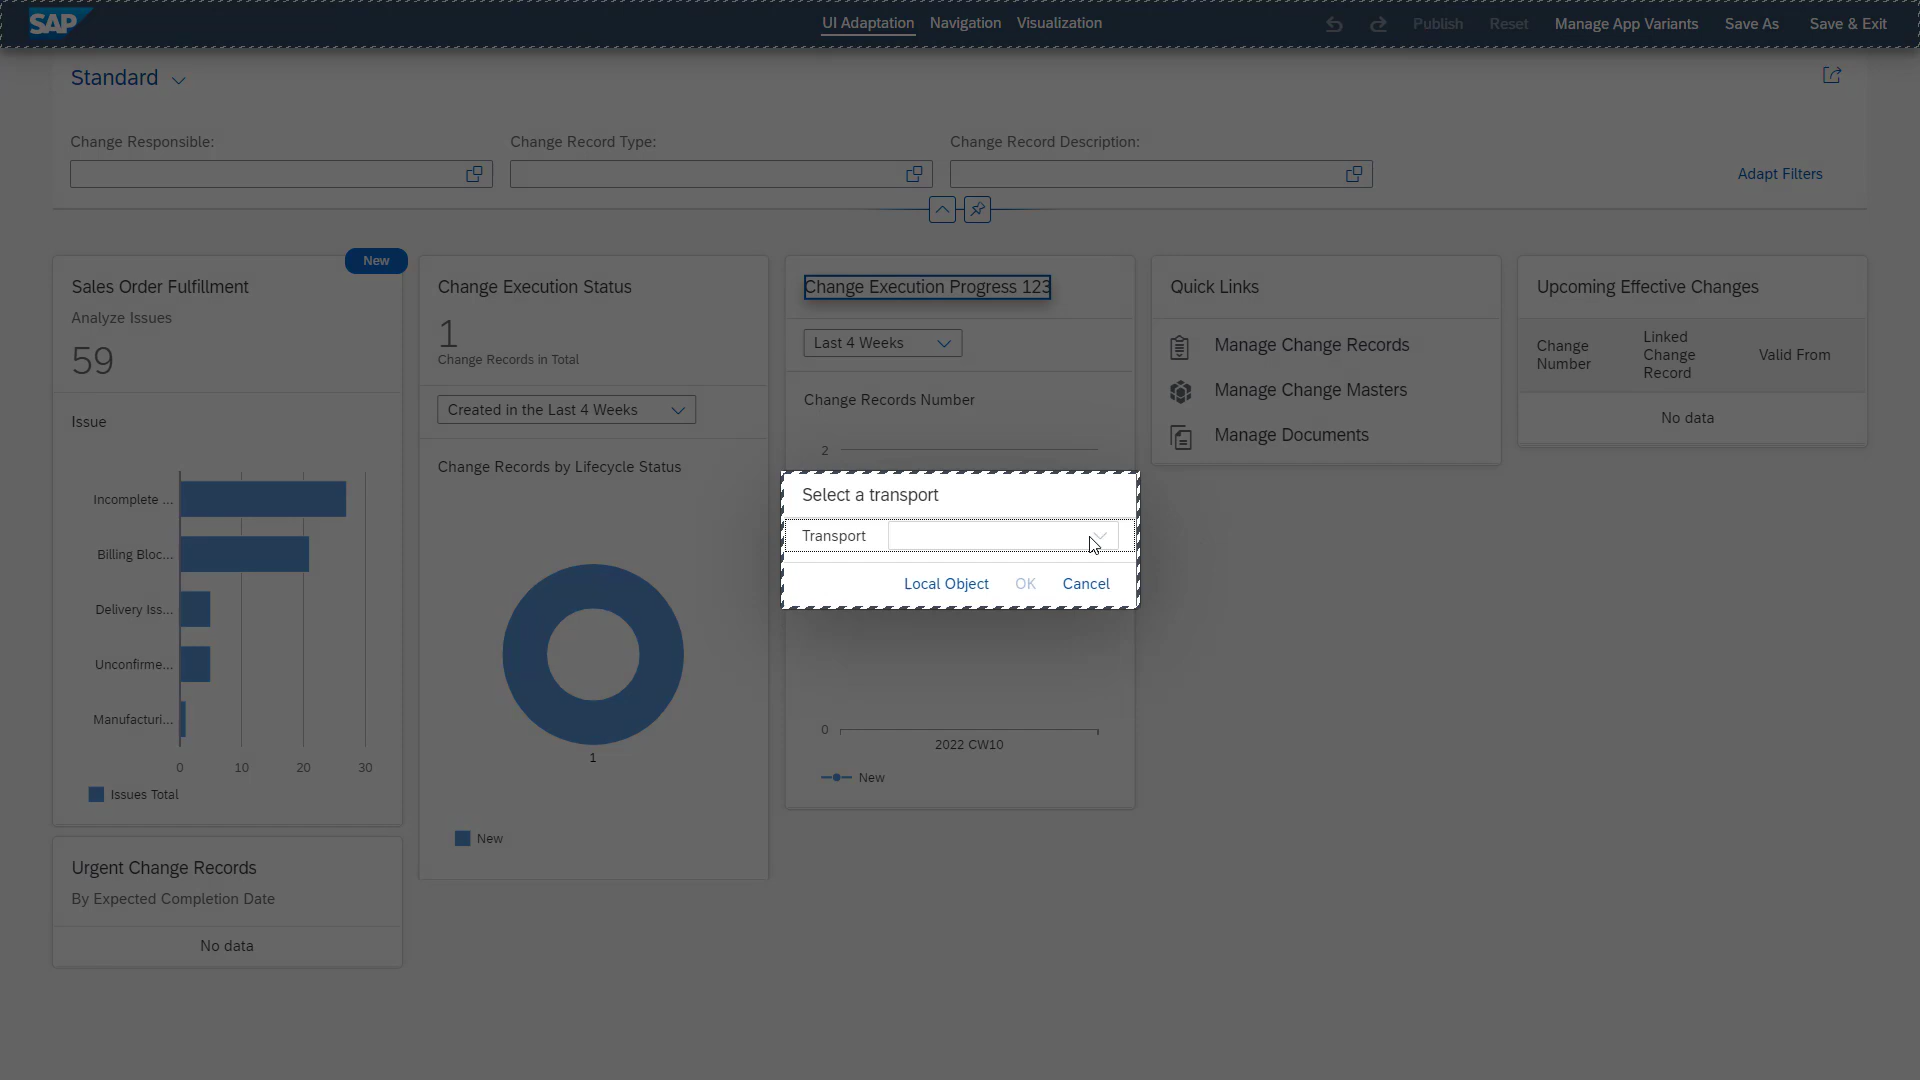 SAP
UI Adaptation Navigation Visualization
Publish Reset Manage App Variants Save As Save & Exit
Standard
Change Responsible: Change Record Type: Change Record Description:
Adapt Filters
Sales Order Fulfillment
New
Analyze Issues
59
Issue
Incomplete ...
Billing Bloc...
Delivery Iss...
Unconfirme...
Manufacturi...
0 10 20 30
Issues Total
Urgent Change Records
By Expected Completion Date
No data
Change Execution Status
1
Change Records in Total
Created in the Last 4 Weeks
Change Records by Lifecycle Status
1
New
Change Execution Progress 123
Last 4 Weeks
Change Records Number
2
Select a transport
Transport
Local Object OK Cancel
0
2022 CW10
New
Quick Links
Manage Change Records
Manage Change Masters
Manage Documents
Upcoming Effective Changes
Change Number
Linked Change Record
Valid From
No data